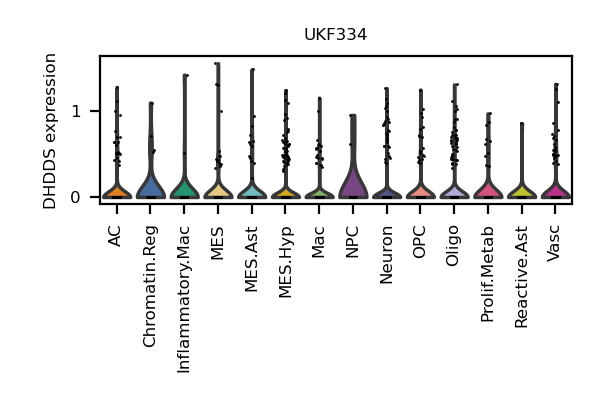 UKF334
DHDDS expression
1
0
AC
Chromatin.Reg
Inflammatory.Mac
MES
MES.Ast
MES.Hyp
Mac
NPC
Neuron
OPC
Oligo
Prolif.Metab
Reactive.Ast
Vasc